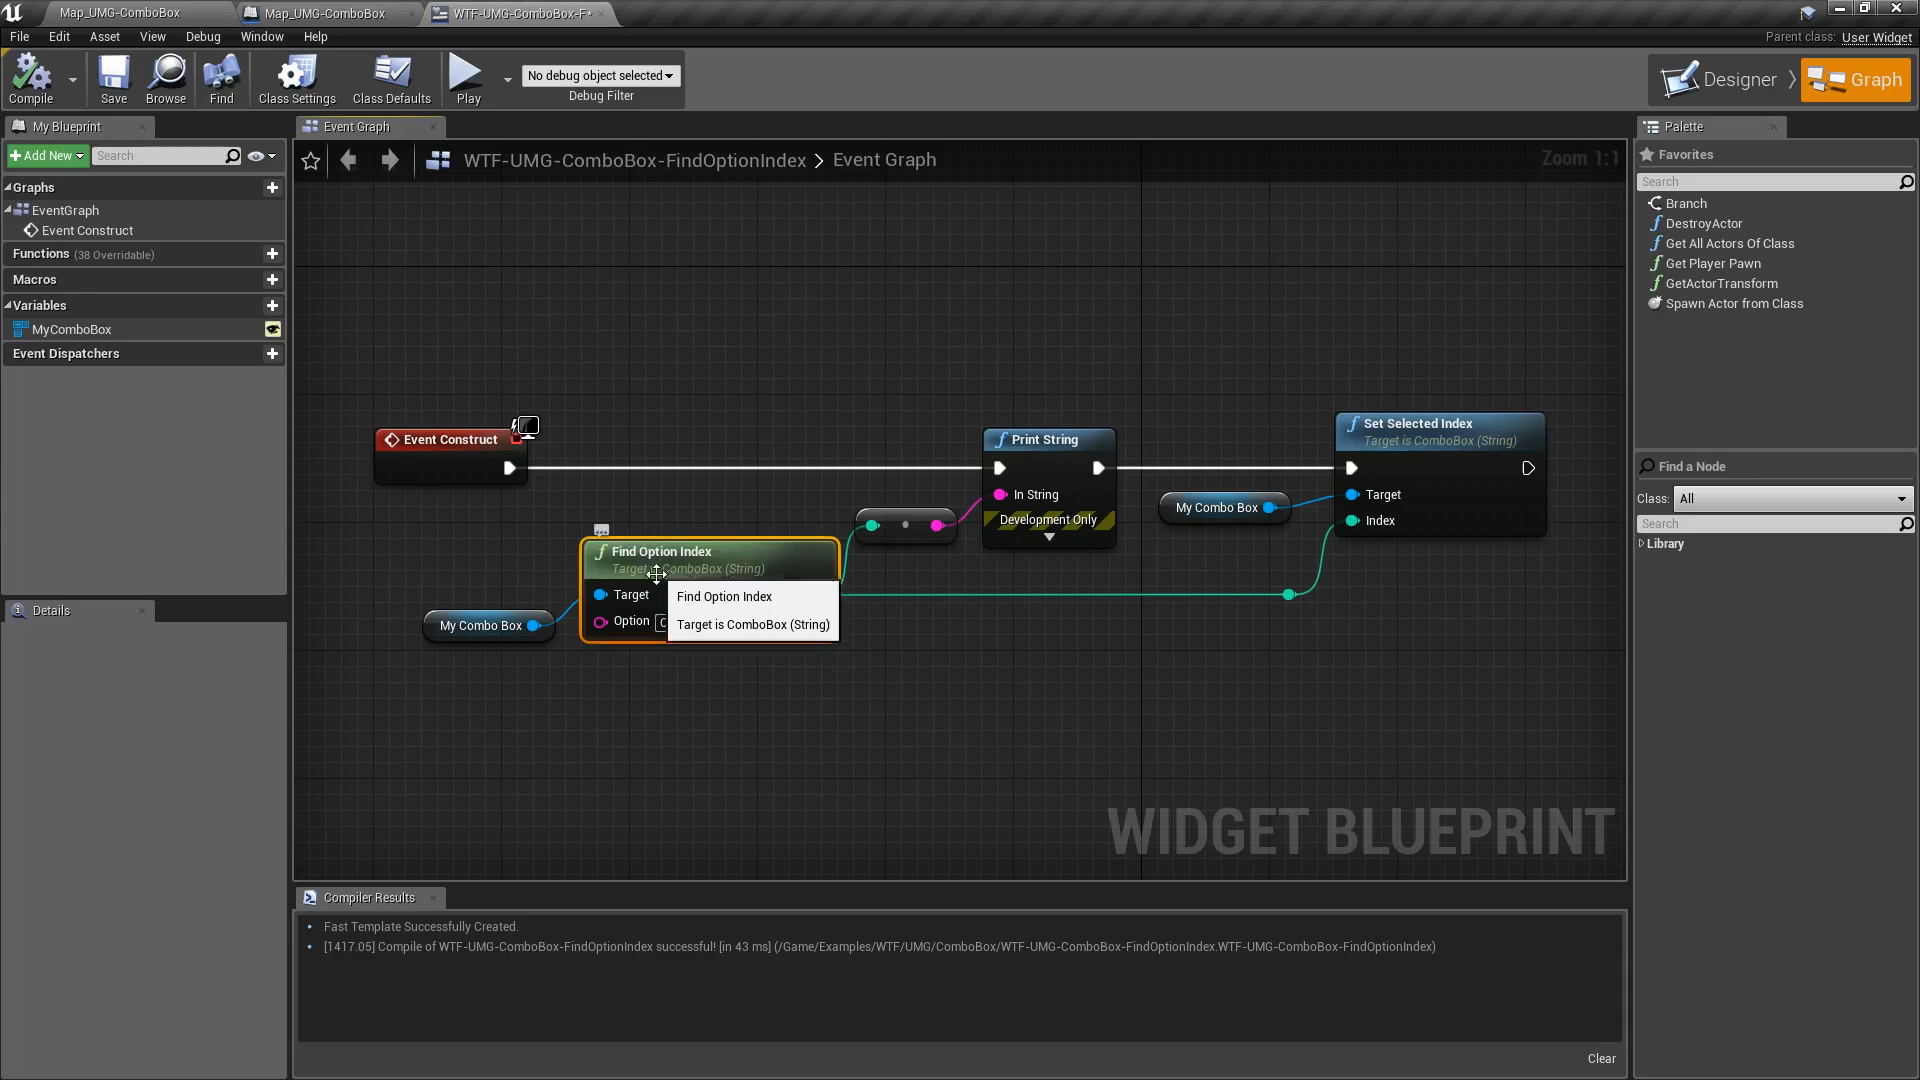 Map_UMG-ComboBox
Map_UMG-ComboBox
WTF-UMG-ComboBox-F*
File Edit Asset View Debug Window Help
Parent class: User Widget
Compile
Save
Browse
Find
Class Settings
Class Defaults
Play
No debug object selected
Debug Filter
Designer
Graph
My Blueprint
Add New
Search
Graphs
EventGraph
Event Construct
Functions (38 Overridable)
Macros
Variables
MyComboBox
Event Dispatchers
Details
Event Graph
WTF-UMG-ComboBox-FindOptionIndex > Event Graph
Zoom 1:1
Event Construct
Print String
In String
Development Only
Set Selected Index
Target is ComboBox (String)
Target
Index
My Combo Box
Find Option Index
Target is ComboBox (String)
Target
Option
My Combo Box
Find Option Index
Target is ComboBox (String)
WIDGET BLUEPRINT
Compiler Results
Fast Template Successfully Created.
[1417.05] Compile of WTF-UMG-ComboBox-FindOptionIndex successful! [in 43 ms] (/Game/Examples/WTF/UMG/ComboBox/WTF-UMG-ComboBox-FindOptionIndex.WTF-UMG-ComboBox-FindOptionIndex)
Clear
Palette
Favorites
Search
Branch
DestroyActor
Get All Actors Of Class
Get Player Pawn
GetActorTransform
Spawn Actor from Class
Find a Node
Class: All
Search
Library